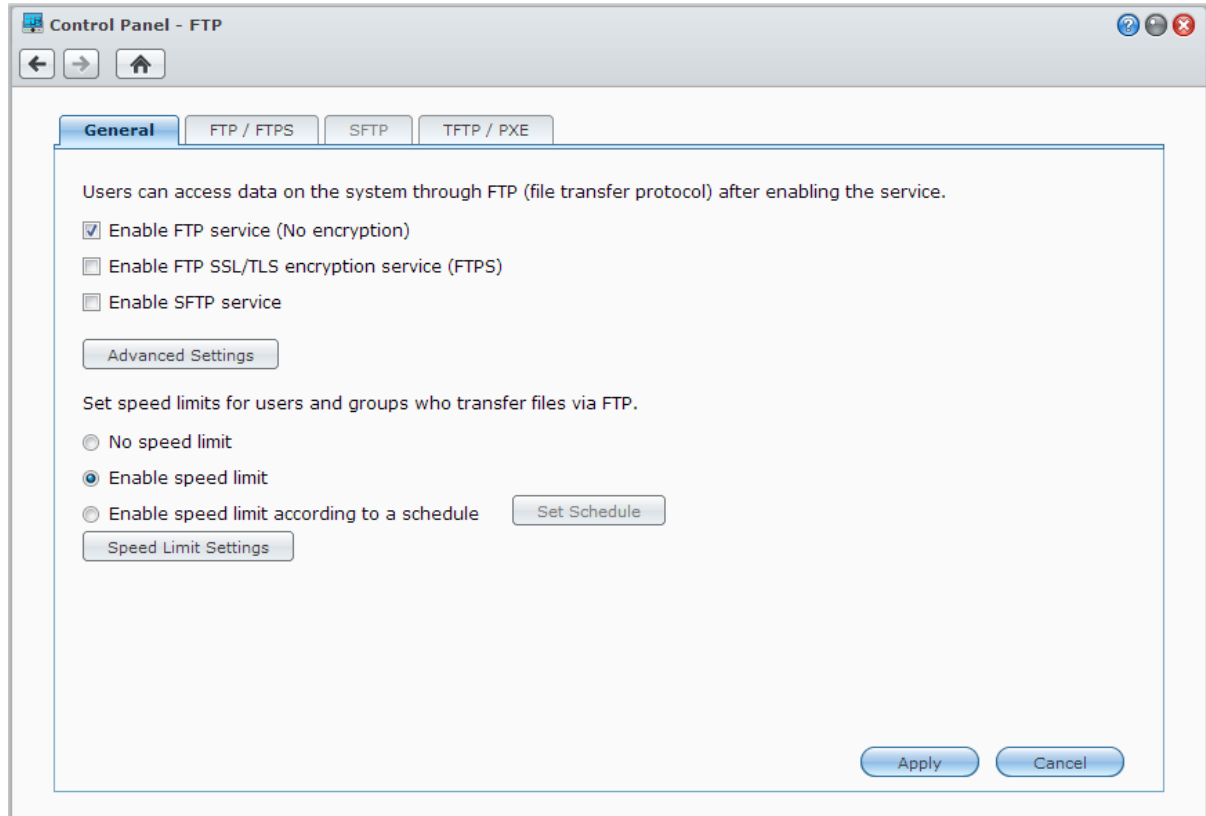 Control Panel - FTP
General
FTP / FTPS
SFTP
TFTP / PXE
Users can access data on the system through FTP (file transfer protocol) after enabling the service.
Enable FTP service (No encryption)
Enable FTP SSL/TLS encryption service (FTPS)
Enable SFTP service
Advanced Settings
Set speed limits for users and groups who transfer files via FTP.
No speed limit
Enable speed limit
Enable speed limit according to a schedule
Set Schedule
Speed Limit Settings
Apply
Cancel